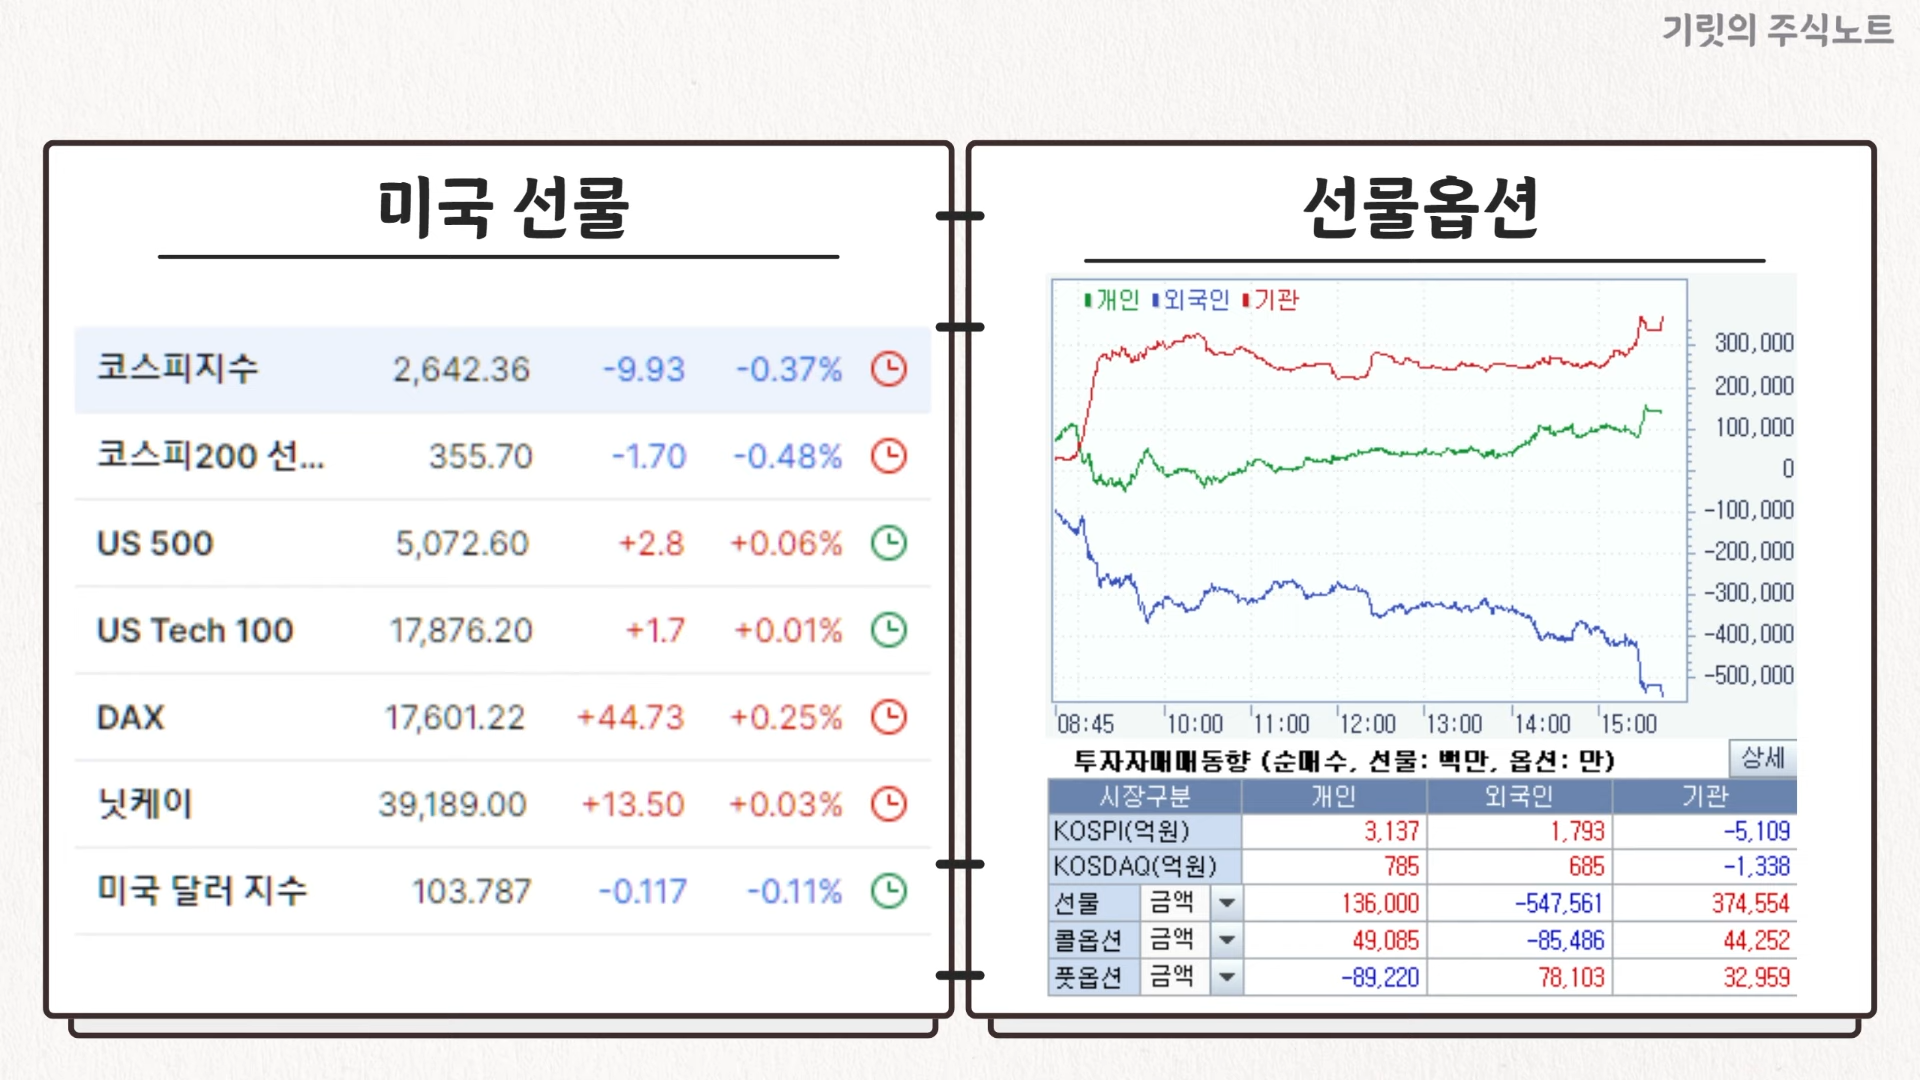 기릿의 주식노트
미국 선물
코스피지수 2,642.36 -9.93 -0.37%
코스피200 선... 355.70 -1.70 -0.48%
US 500 5,072.60 +2.8 +0.06%
US Tech 100 17,876.20 +1.7 +0.01%
DAX 17,601.22 +44.73 +0.25%
닛케이 39,189.00 +13.50 +0.03%
미국 달러 지수 103.787 -0.117 -0.11%
선물옵션
개인 외국인 기관
300,000
200,000
100,000
0
-100,000
-200,000
-300,000
-400,000
-500,000
08:45 10:00 11:00 12:00 13:00 14:00 15:00
투자자매매동향 (순매수, 선물: 백만, 옵션: 만) 상세
시장구분 개인 외국인 기관
KOSPI(억원) 3,137 1,793 -5,109
KOSDAQ(억원) 785 685 -1,338
선물 금액 136,000 -547,561 374,554
콜옵션 금액 49,085 -85,486 44,252
풋옵션 금액 -89,220 78,103 32,959